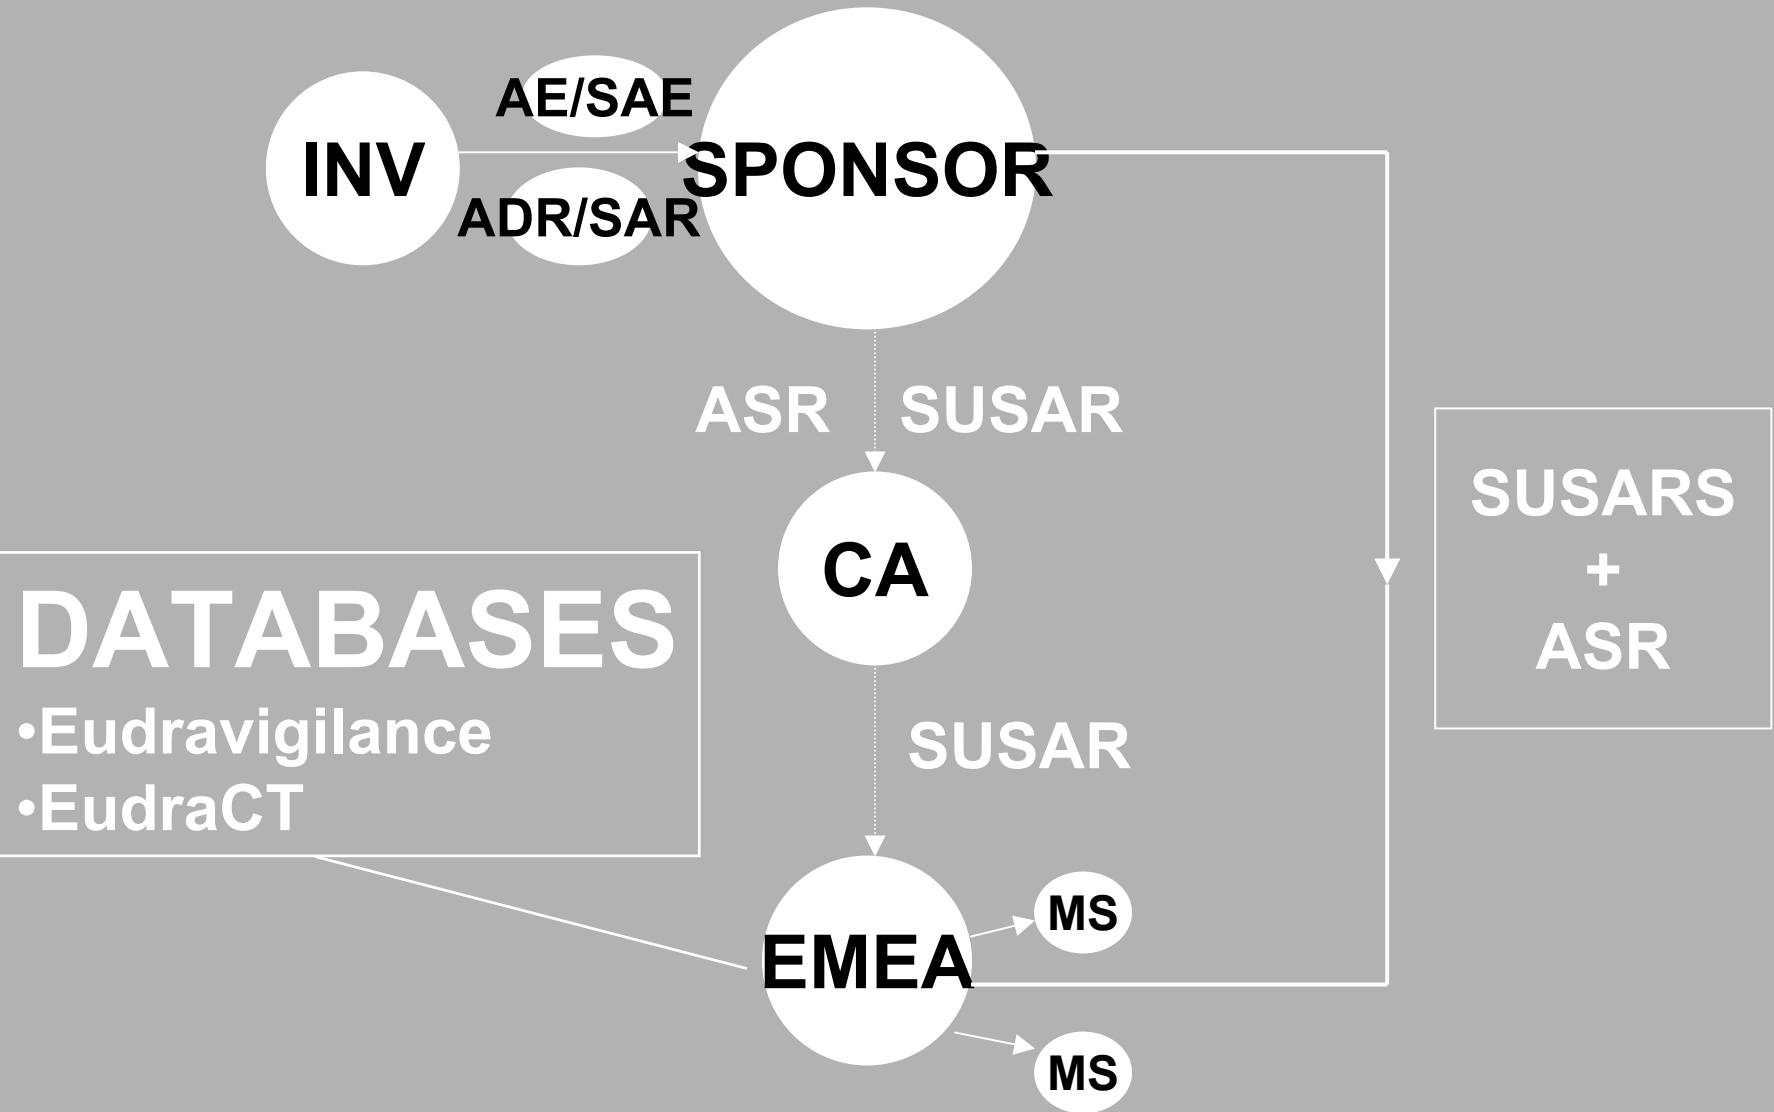 AE/SAE
INV
SPONSOR
ADR/SAR
ASR
SUSAR
SUSARS
+
ASR
CA
DATABASES
•Eudravigilance
•EudraCT
SUSAR
MS
EMEA
MS